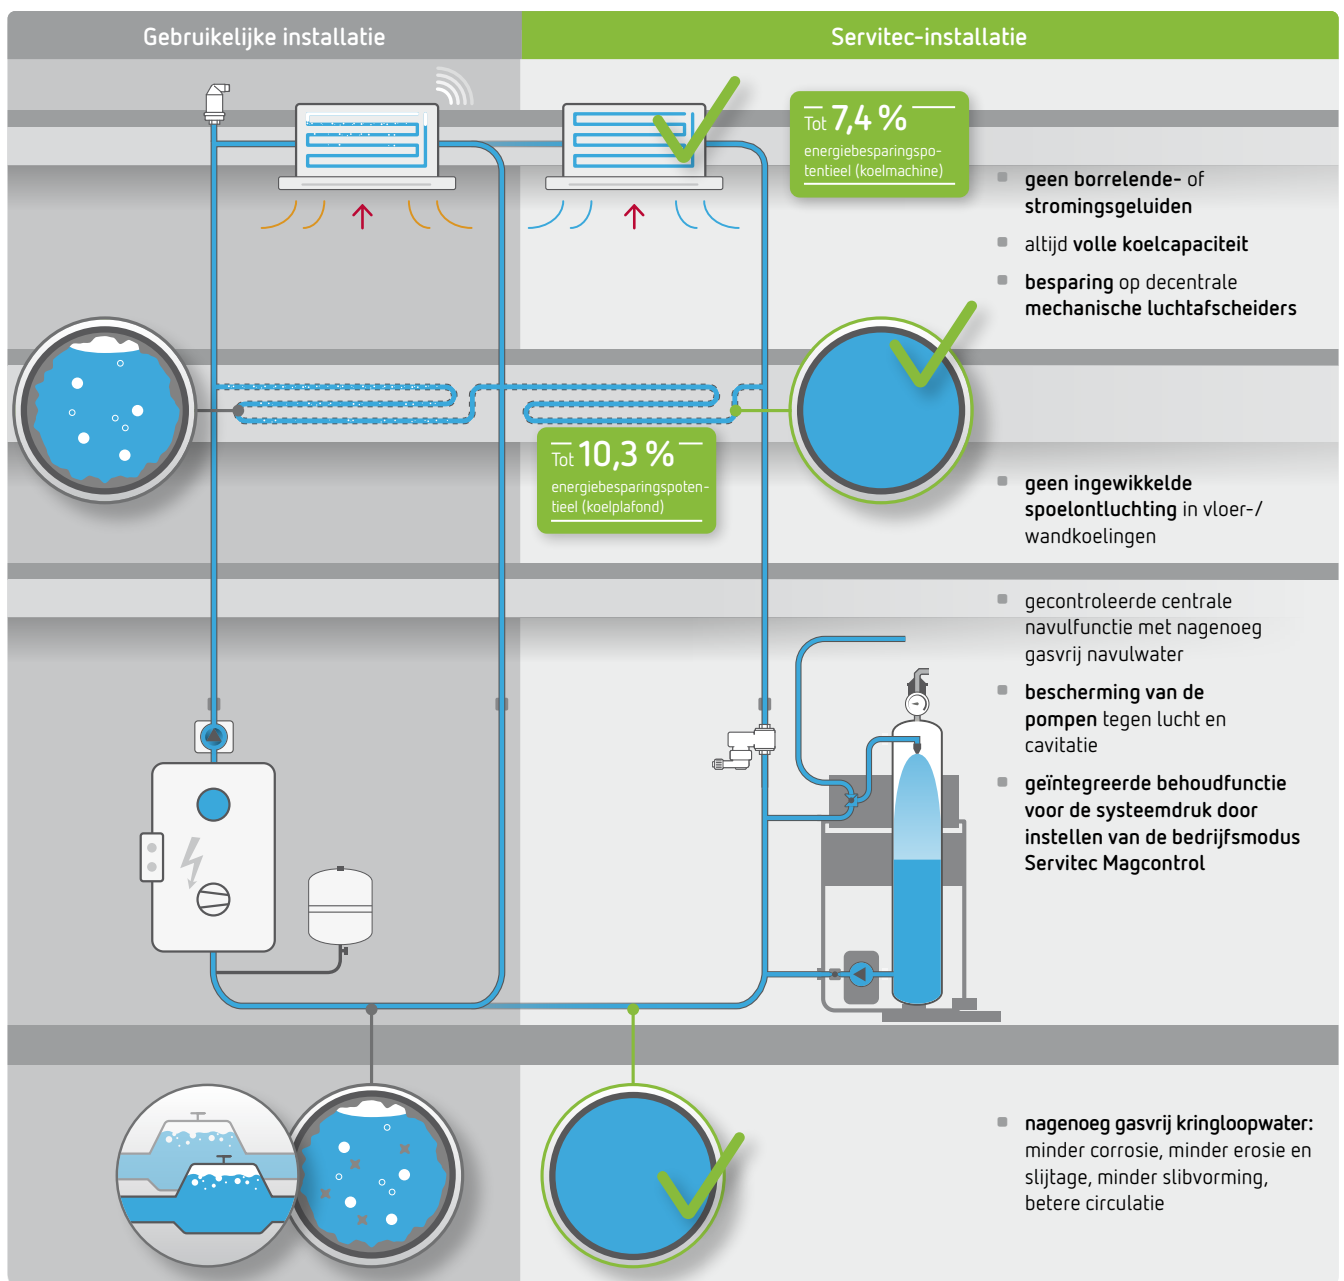 Gebruikelijke installatie
Servitec-installatie
Tot 7,4 %
energiebesparingspo-
tentieel (koelmachine)
geen borrelende- of
stromingsgeluiden
altijd volle koelcapaciteit
besparing op decentrale
mechanische luchtafscheiders
Tot 10,3 %
energiebesparingspoten-
tieel (koelplafond)
geen ingewikkelde
spoelontluchting in vloer-/
wandkoelingen
gecontroleerde centrale
navulfunctie met nagenoeg
gasvrij navulwater
bescherming van de
pompen tegen lucht en
cavitatie
geïntegreerde behoudfunctie
voor de systeemdruk door
instellen van de bedrijfsmodus
Servitec Magcontrol
nagenoeg gasvrij kringloopwater:
minder corrosie, minder erosie en
slijtage, minder slibvorming,
betere circulatie